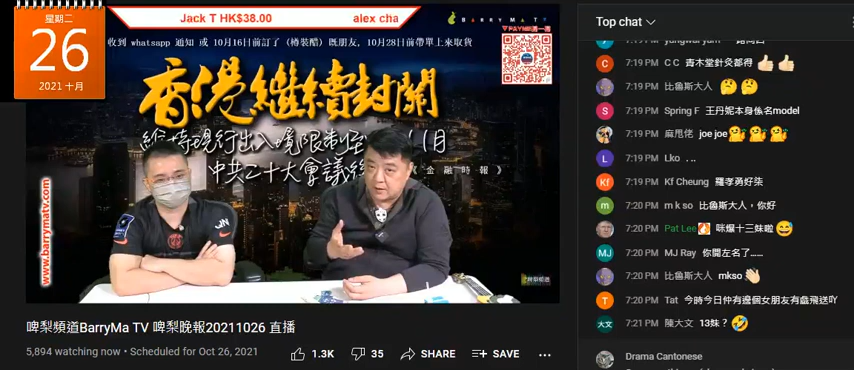 星期二
26
2021 十月
Jack T HK$38.00
alex cha
BARRYMA TV
收到 whatsapp 通知 或 10月16日前訂了 (樽裝醋) 既朋友, 10月28日前帶單上來取貨
香港繼續封關
中共二十大會議
《金融時報》
www.barrymatv.com
啤梨頻道BarryMa TV 啤梨晚報20211026 直播
5,894 watching now • Scheduled for Oct 26, 2021
1.3K
35
SHARE
SAVE
Top chat
7:19 PM C C 青木堂針灸都得 👍🏻👍🏻
7:19 PM 比魯斯大人 🤔🤔
7:19 PM Spring F 王丹妮本身係名model
7:19 PM 麻甩佬 joe joe
7:19 PM Lko ...
7:19 PM Kf Cheung 羅孝勇好柒
7:20 PM m k so 比魯斯大人，你好
7:20 PM Pat Lee 咪爆十三妹啦 😅
7:20 PM MJ Ray 你間左名了......
7:20 PM 比魯斯大人 mkso 👋🏻
7:20 PM Tat 今時今日仲有邊個女朋友有盫飛送吖
7:21 PM 陳大文 13妹? 🤣
Drama Cantonese